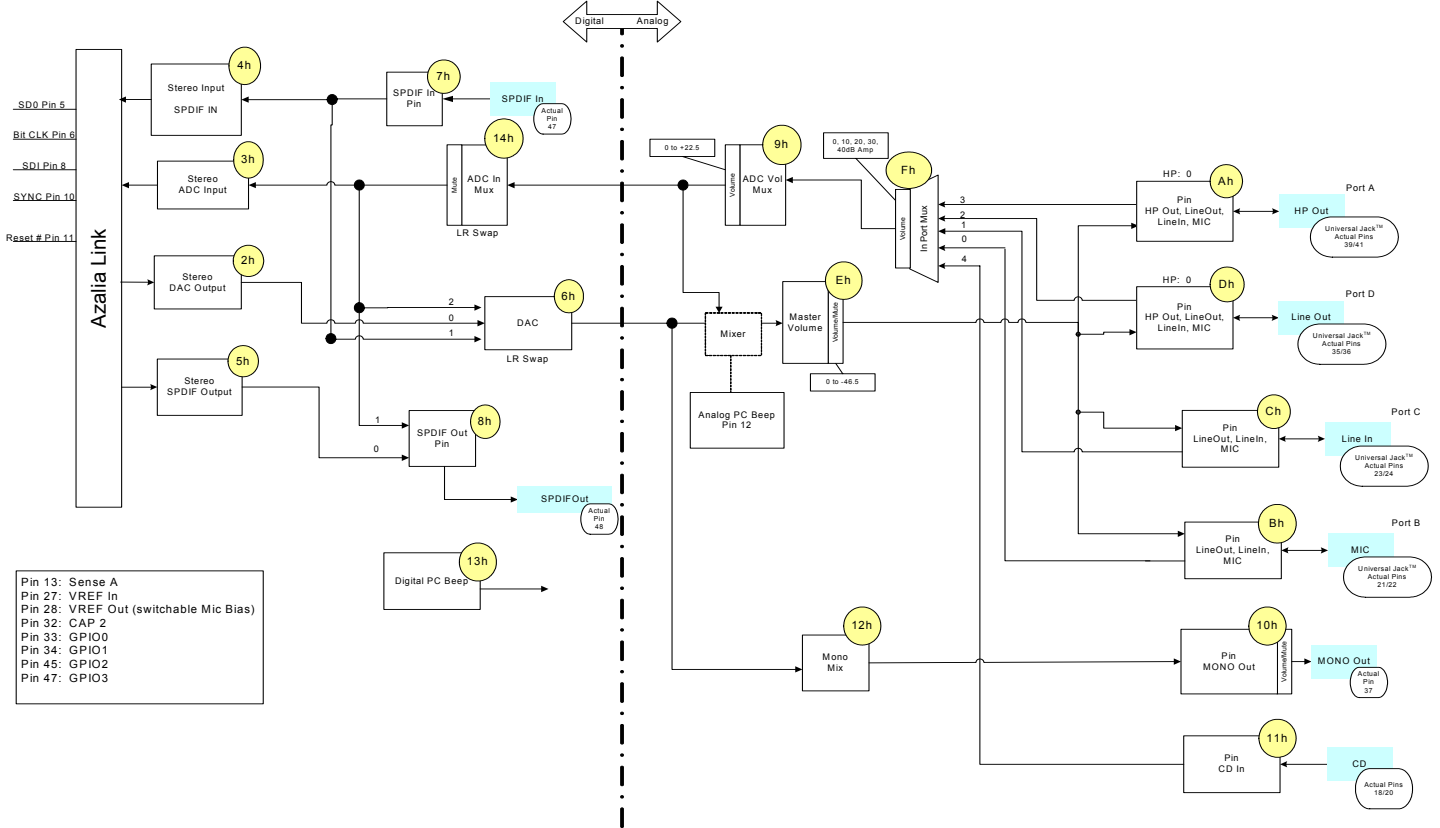 Digital
Analog
4h
Stereo Input
SPDIF IN
7h
SPDIF In
Pin
SPDIF In
Actual
Pin
47
SD0 Pin 5
Bit CLK Pin 6
SDI Pin 8
SYNC Pin 10
Reset # Pin 11
Azalia Link
3h
Stereo
ADC Input
14h
Mute
ADC In
Mux
LR Swap
0 to +22.5
9h
Volume
ADC Vol
Mux
0, 10, 20, 30,
40dB Amp
Fh
Volume
In Port Mux
3
2
1
0
4
HP: 0
Ah
Pin
HP Out, LineOut,
LineIn, MIC
Port A
HP Out
Universal Jack™
Actual Pins
39/41
2h
Stereo
DAC Output
6h
2
0
1
DAC
LR Swap
Mixer
Eh
Master
Volume
Volume/Mute
0 to -46.5
HP: 0
Dh
Pin
HP Out, LineOut,
LineIn, MIC
Port D
Line Out
Universal Jack™
Actual Pins
35/36
5h
Stereo
SPDIF Output
Analog PC Beep
Pin 12
8h
1
0
SPDIF Out
Pin
SPDIFOut
Actual
Pin
48
Ch
Pin
LineOut, LineIn,
MIC
Port C
Line In
Universal Jack™
Actual Pins
23/24
Bh
Pin
LineOut, LineIn,
MIC
Port B
MIC
Universal Jack™
Actual Pins
21/22
13h
Digital PC Beep
Pin 13: Sense A
Pin 27: VREF In
Pin 28: VREF Out (switchable Mic Bias)
Pin 32: CAP 2
Pin 33: GPIO0
Pin 34: GPIO1
Pin 45: GPIO2
Pin 47: GPIO3
12h
Mono
Mix
10h
Pin
MONO Out
Volume/Mute
MONO Out
Actual
Pin
37
11h
Pin
CD In
CD
Actual Pins
18/20